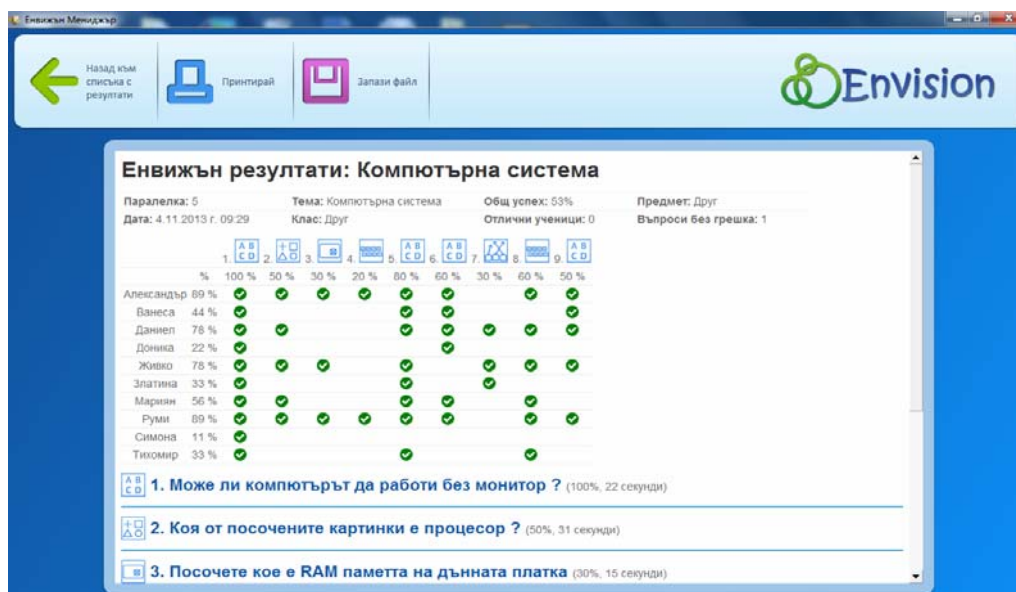 Енвижън Мениджър
Назад към
списъка с
резултати
Принтирай
Запази файл
Envision
Енвижън резултати: Компютърна система
Паралелка: 5 Тема: Компютърна система Общ успех: 53% Предмет: Друг
Дата: 4.11.2013 г. 09:29 Клас: Друг Отлични ученици: 0 Въпроси без грешка: 1
1. A B C D 2. 3. 4. 5. A B C D 6. A B C D 7. 8. 9. A B C D
% 100 % 50 % 30 % 20 % 80 % 60 % 30 % 60 % 50 %
Александър 89 %
Ванеса 44 %
Даниел 78 %
Доника 22 %
Живко 78 %
Златина 33 %
Мариян 56 %
Руми 89 %
Симона 11 %
Тихомир 33 %
A B C D 1. Може ли компютърът да работи без монитор ? (100%, 22 секунди)
2. Коя от посочените картинки е процесор ? (50%, 31 секунди)
3. Посочете кое е RAM паметта на дънната платка (30%, 15 секунди)